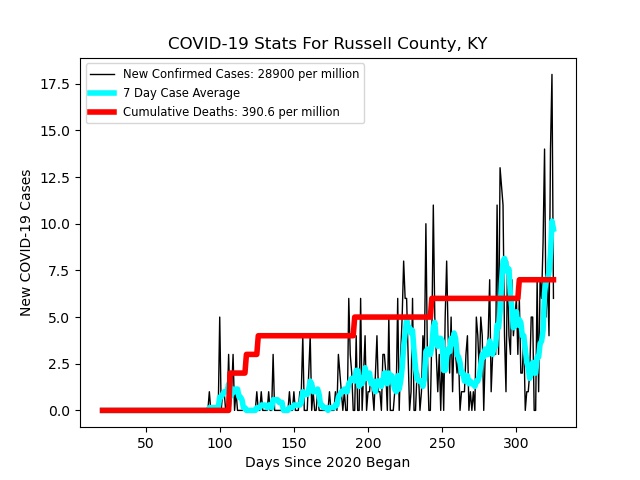 COVID-19 Stats For Russell County, KY
New Confirmed Cases: 28900 per million
7 Day Case Average
Cumulative Deaths: 390.6 per million
New COVID-19 Cases
17.5
15.0
12.5
10.0
7.5
5.0
2.5
0.0
50 100 150 200 250 300
Days Since 2020 Began